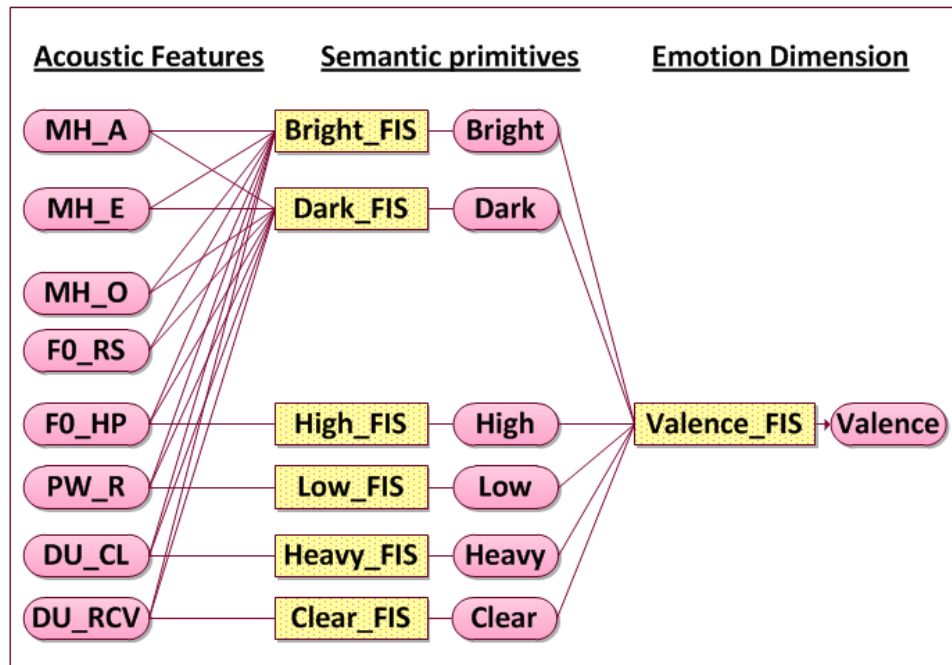 Acoustic Features Semantic primitives Emotion Dimension
MH_A Bright_FIS Bright
MH_E Dark_FIS Dark
MH_O
F0_RS
F0_HP High_FIS High Valence_FIS Valence
PW_R Low_FIS Low
DU_CL Heavy_FIS Heavy
DU_RCV Clear_FIS Clear